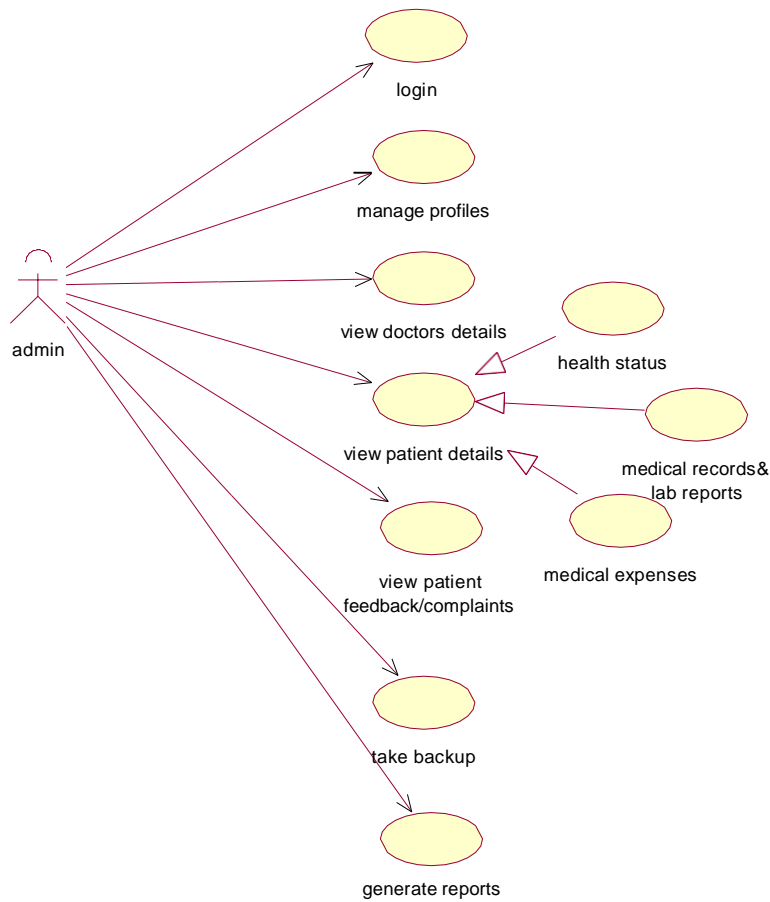 login
manage profiles
view doctors details
admin
health status
view patient details
medical records&
lab reports
medical expenses
view patient
feedback/complaints
take backup
generate reports